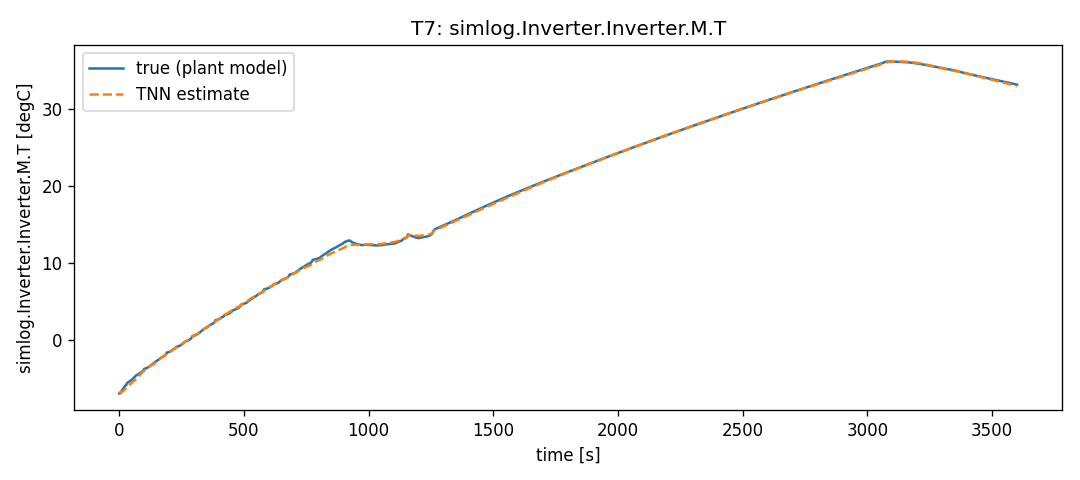 T7: simlog.Inverter.Inverter.M.T
true (plant model)
TNN estimate
simlog.Inverter.Inverter.M.T [degC]
30
20
10
0
0 500 1000 1500 2000 2500 3000 3500
time [s]